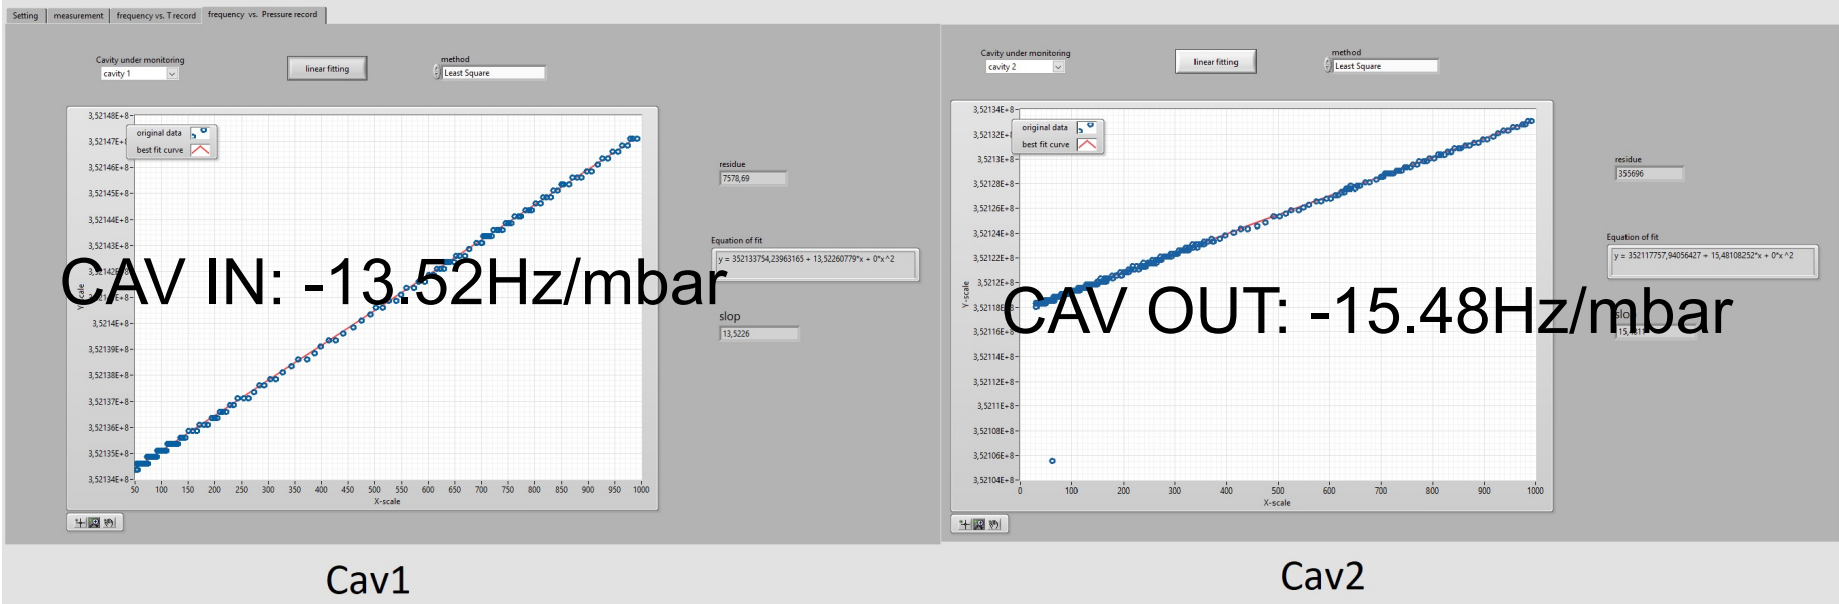 Setting measurement frequency vs. T record frequency vs. Pressure record
Cavity under monitoring
cavity 1
linear fitting
method
Least Square
3,52148E+8
3,52147E+
3,52146E+8
3,52145E+8
3,52144E+8
3,52143E+8
3,5214E+8
3,52139E+8
3,52138E+8
3,52137E+8
3,52136E+8
3,52135E+8
3,52134E+8
original data
best fit curve
50 100 150 200 250 300 350 400 450 500 550 600 650 700 750 800 850 900 950 1000
X-scale
Y-scale
residue
7578,69
Equation of fit
y = 352133754,23963165 + 13,52260779*x + 0*x^2
slop
13,5226
CAV IN: -13.52Hz/mbar
Cav1
Cavity under monitoring
cavity 2
linear fitting
method
Least Square
3,52134E+8
3,52132E+
3,5213E+8
3,52128E+8
3,52126E+8
3,52124E+8
3,52122E+8
3,5212E+8
3,52118E+8
3,52116E+8
3,52114E+8
3,52112E+8
3,5211E+8
3,52108E+8
3,52106E+8
3,52104E+8
original data
best fit curve
0 100 200 300 400 500 600 700 800 900 1000
X-scale
Y-scale
residue
355696
Equation of fit
y = 352117757,94056427 + 15,48108252*x + 0*x^2
slop
15,4811
CAV OUT: -15.48Hz/mbar
Cav2